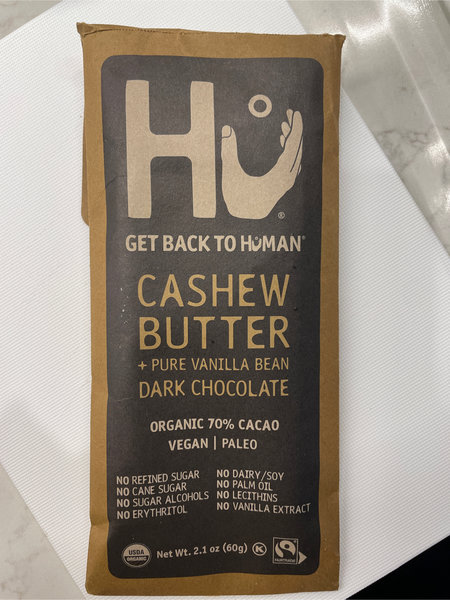 HU®
GET BACK TO HUMAN®
CASHEW
BUTTER
+ PURE VANILLA BEAN
DARK CHOCOLATE
ORGANIC 70% CACAO
VEGAN | PALEO
NO REFINED SUGAR
NO CANE SUGAR
NO SUGAR ALCOHOLS
NO ERYTHRITOL
NO DAIRY/SOY
NO PALM OIL
NO LECITHINS
NO VANILLA EXTRACT
USDA
ORGANIC
Net Wt. 2.1 oz (60g) K
FAIRTRADE